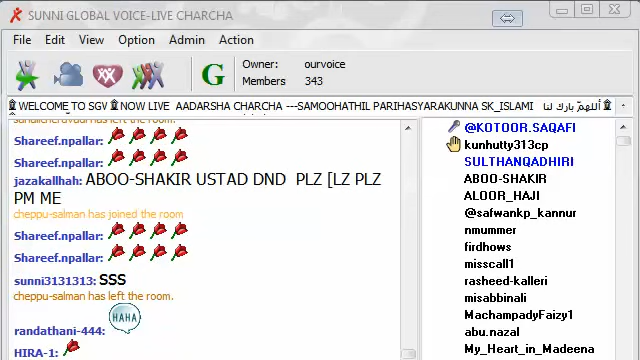 SUNNI GLOBAL VOICE-LIVE CHARCHA
File Edit View Option Admin Action
G Owner: ourvoice
Members 343
WELCOME TO SGV NOW LIVE AADARSHA CHARCHA ---SAMOOHATHIL PARIHASYARAKUNNA SK_ISLAMI اللهمّ بارك لنا
Shareef.npallar:
Shareef.npallar:
jazakallhah: ABOO-SHAKIR USTAD DND PLZ [LZ PLZ
PM ME
cheppu-salman has joined the room
Shareef.npallar:
Shareef.npallar:
sunni3131313: SSS
cheppu-salman has left the room.
HAHA
randathani-444:
HIRA-1:
@KOTOOR.SAQAFI
kunhutty313cp
SULTHANQADHIRI
ABOO-SHAKIR
ALOOR_HAJI
@safwankp_kannur
nmummer
firdhows
misscall1
rasheed-kalleri
misabbinali
MachampadyFaizy1
abu.nazal
My_Heart_in_Madeena